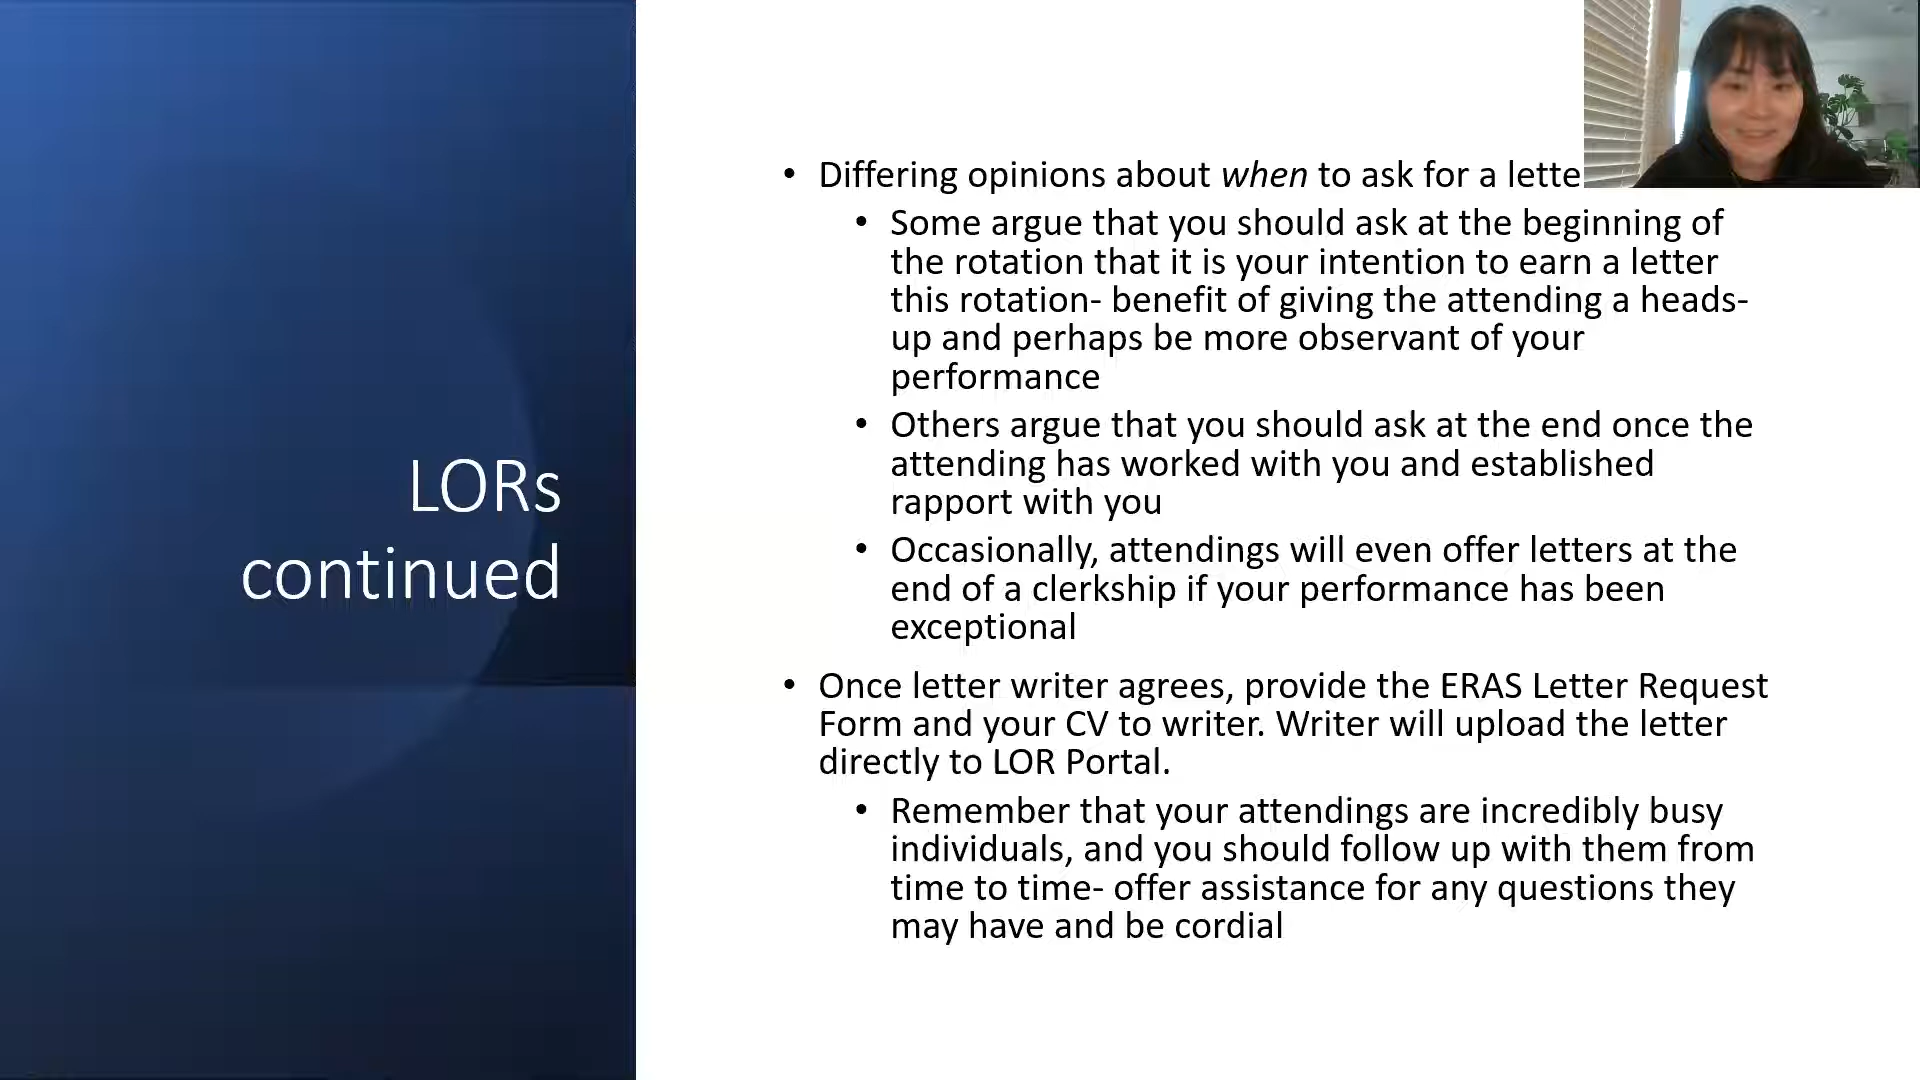 LORs
continued
• Differing opinions about when to ask for a lette
• Some argue that you should ask at the beginning of
the rotation that it is your intention to earn a letter
this rotation- benefit of giving the attending a heads-
up and perhaps be more observant of your
performance
• Others argue that you should ask at the end once the
attending has worked with you and established
rapport with you
• Occasionally, attendings will even offer letters at the
end of a clerkship if your performance has been
exceptional
• Once letter writer agrees, provide the ERAS Letter Request
Form and your CV to writer. Writer will upload the letter
directly to LOR Portal.
• Remember that your attendings are incredibly busy
individuals, and you should follow up with them from
time to time- offer assistance for any questions they
may have and be cordial